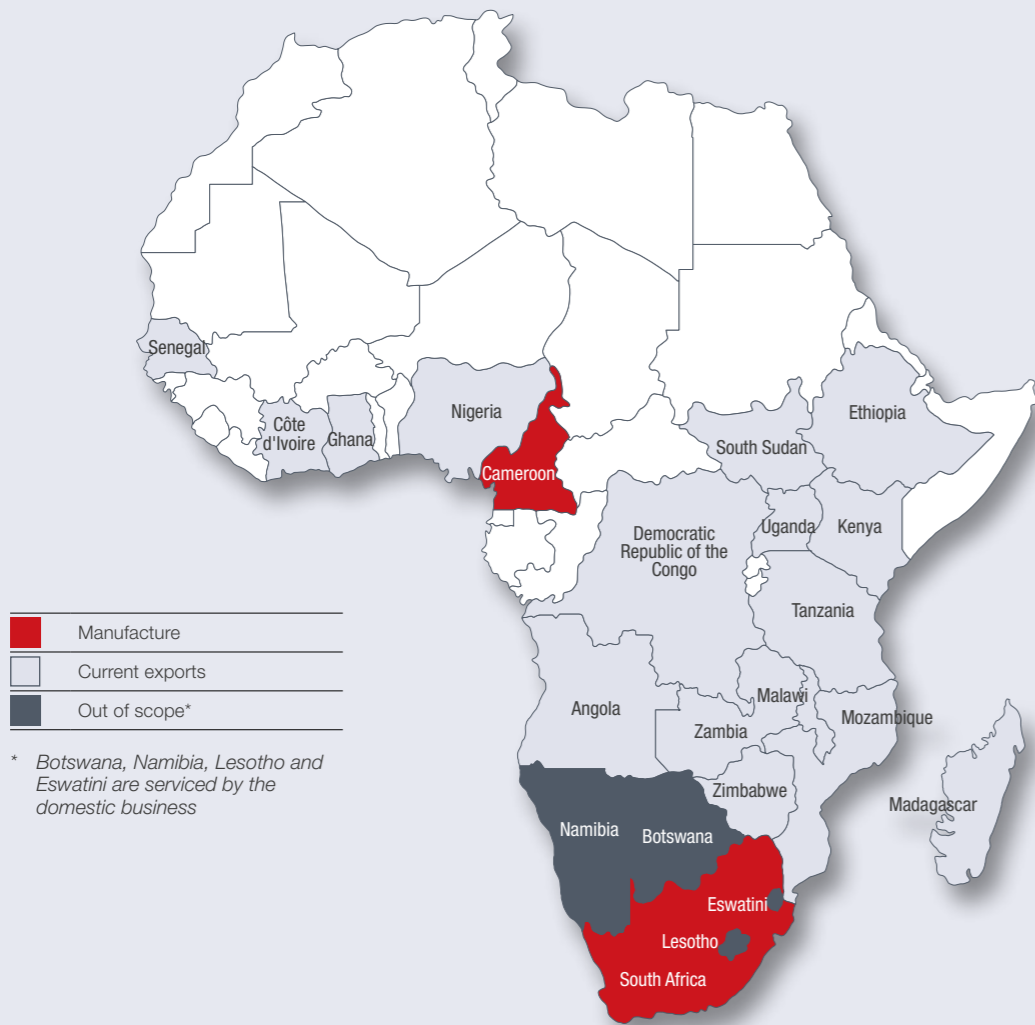 Senegal
Côte
d'Ivoire
Ghana
Nigeria
Cameroon
Ethiopia
South Sudan
Democratic
Republic of the
Congo
Uganda
Kenya
Tanzania
Angola
Malawi
Zambia
Mozambique
Zimbabwe
Madagascar
Namibia
Botswana
Eswatini
Lesotho
South Africa
Manufacture
Current exports
Out of scope*
* Botswana, Namibia, Lesotho and
Eswatini are serviced by the
domestic business